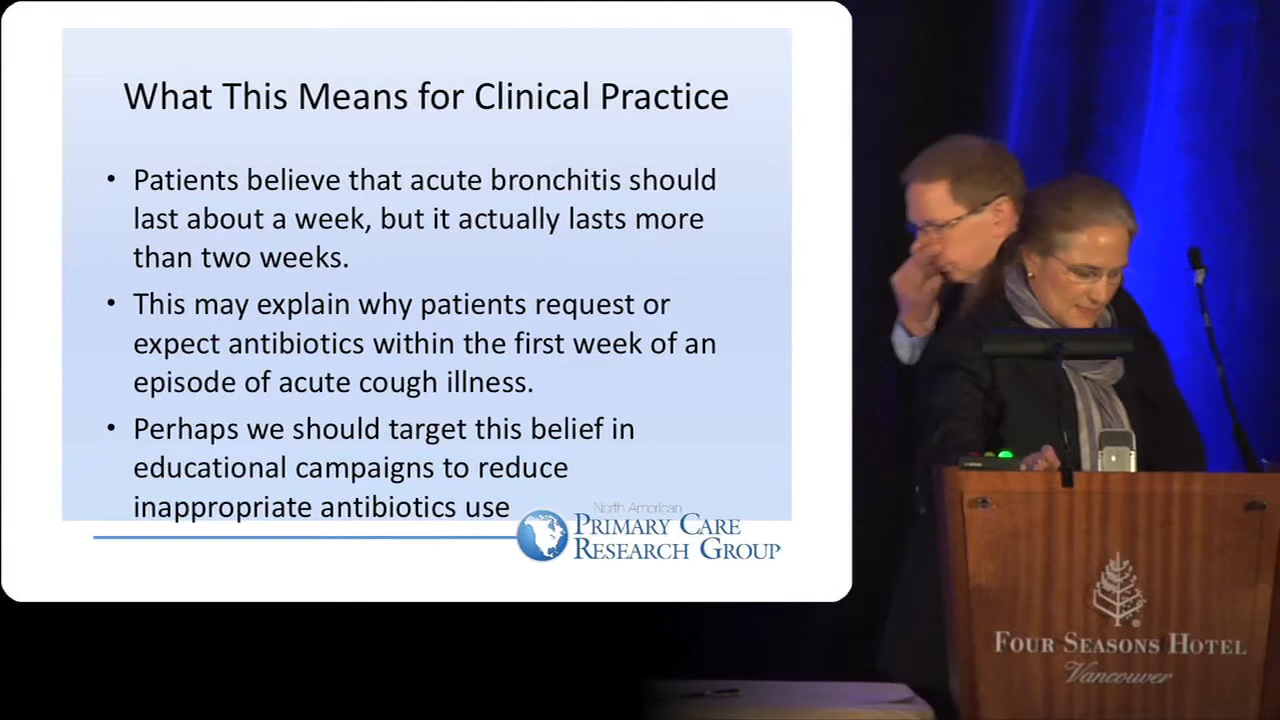 What This Means for Clinical Practice
• Patients believe that acute bronchitis should
last about a week, but it actually lasts more
than two weeks.
• This may explain why patients request or
expect antibiotics within the first week of an
episode of acute cough illness.
• Perhaps we should target this belief in
educational campaigns to reduce
inappropriate antibiotics use
North American
PRIMARY CARE
RESEARCH GROUP
FOUR SEASONS HOTEL
Vancouver